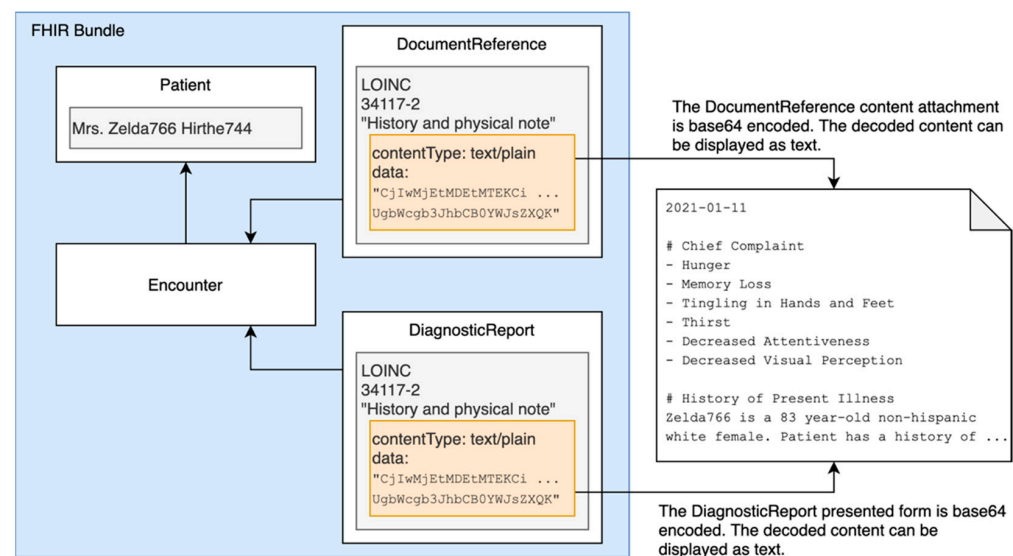 FHIR Bundle
Patient
Mrs. Zelda766 Hirthe744
Encounter
DocumentReference
LOINC
34117-2
"History and physical note"
contentType: text/plain
data:
"CjIwMjEtMDEtMTEKCi ...
UgbWcgb3JhbCB0YWJsZXQK"
DiagnosticReport
LOINC
34117-2
"History and physical note"
contentType: text/plain
data:
"CjIwMjEtMDEtMTEKCi ...
UgbWcgb3JhbCB0YWJsZXQK"
The DocumentReference content attachment
is base64 encoded. The decoded content can
be displayed as text.
2021-01-11
# Chief Complaint
- Hunger
- Memory Loss
- Tingling in Hands and Feet
- Thirst
- Decreased Attentiveness
- Decreased Visual Perception
# History of Present Illness
Zelda766 is a 83 year-old non-hispanic
white female. Patient has a history of ...
The DiagnosticReport presented form is base64
encoded. The decoded content can be
displayed as text.